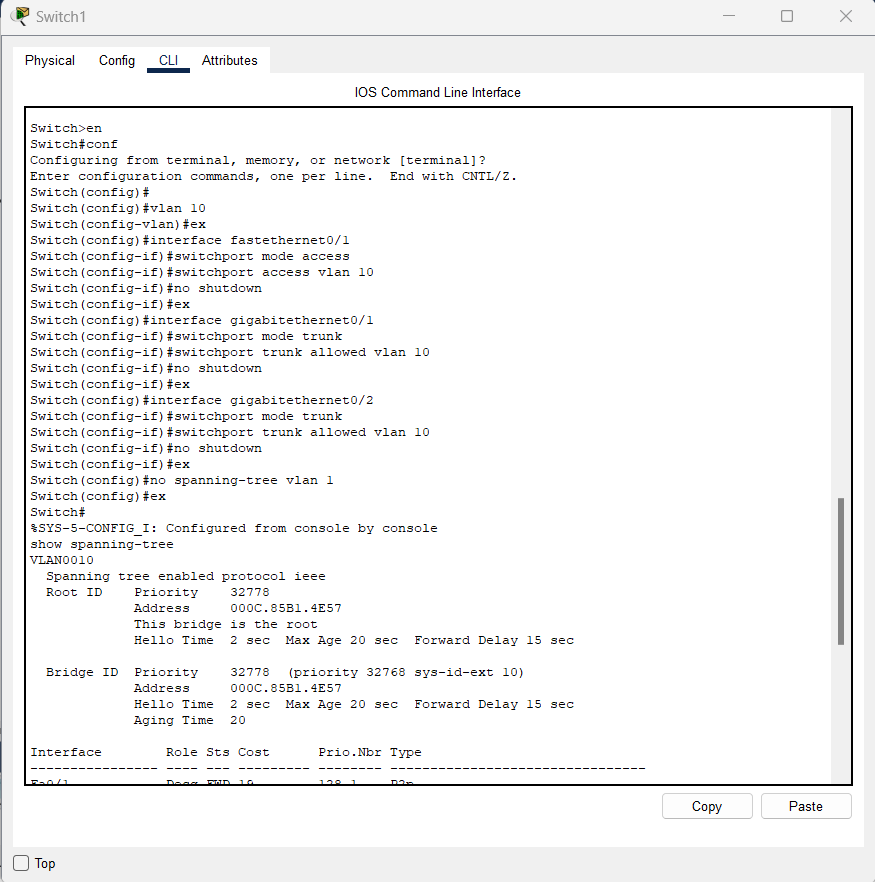 Switch1
Physical Config CLI Attributes
IOS Command Line Interface
Switch>en
Switch#conf
Configuring from terminal, memory, or network [terminal]?
Enter configuration commands, one per line.  End with CNTL/Z.
Switch(config)#
Switch(config)#vlan 10
Switch(config-vlan)#ex
Switch(config)#interface fastethernet0/1
Switch(config-if)#switchport mode access
Switch(config-if)#switchport access vlan 10
Switch(config-if)#no shutdown
Switch(config-if)#ex
Switch(config)#interface gigabitethernet0/1
Switch(config-if)#switchport mode trunk
Switch(config-if)#switchport trunk allowed vlan 10
Switch(config-if)#no shutdown
Switch(config-if)#ex
Switch(config)#interface gigabitethernet0/2
Switch(config-if)#switchport mode trunk
Switch(config-if)#switchport trunk allowed vlan 10
Switch(config-if)#no shutdown
Switch(config-if)#ex
Switch(config)#no spanning-tree vlan 1
Switch(config)#ex
Switch#
%SYS-5-CONFIG_I: Configured from console by console
show spanning-tree
VLAN0010
  Spanning tree enabled protocol ieee
  Root ID    Priority    32778
             Address     000C.85B1.4E57
             This bridge is the root
             Hello Time  2 sec  Max Age 20 sec  Forward Delay 15 sec
  Bridge ID  Priority    32778  (priority 32768 sys-id-ext 10)
             Address     000C.85B1.4E57
             Hello Time  2 sec  Max Age 20 sec  Forward Delay 15 sec
             Aging Time  20
Interface        Role Sts Cost      Prio.Nbr Type
---------------- ---- --- --------- -------- --------------------------------
Fa0/1            Desg FWD 19        128.1    P2p
Copy Paste
Top